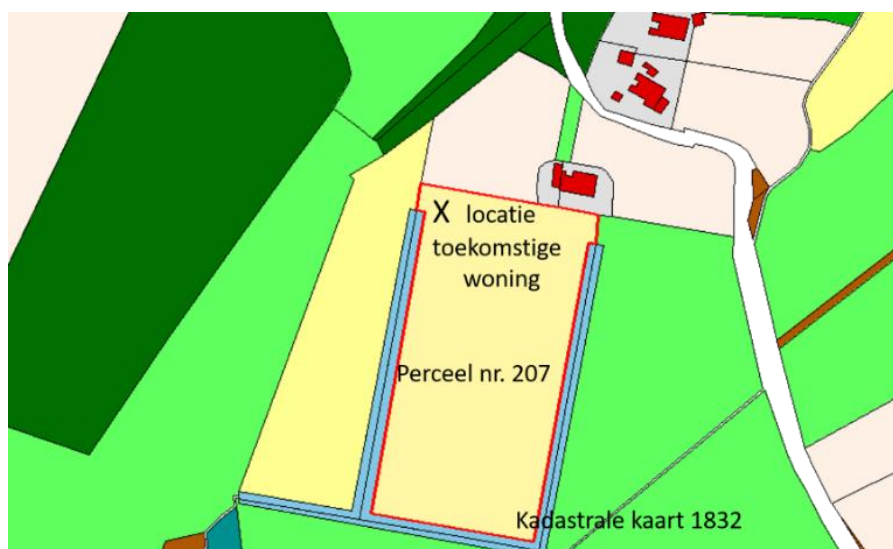 X locatie
toekomstige
woning
Perceel nr. 207
Kadastrale kaart 1832